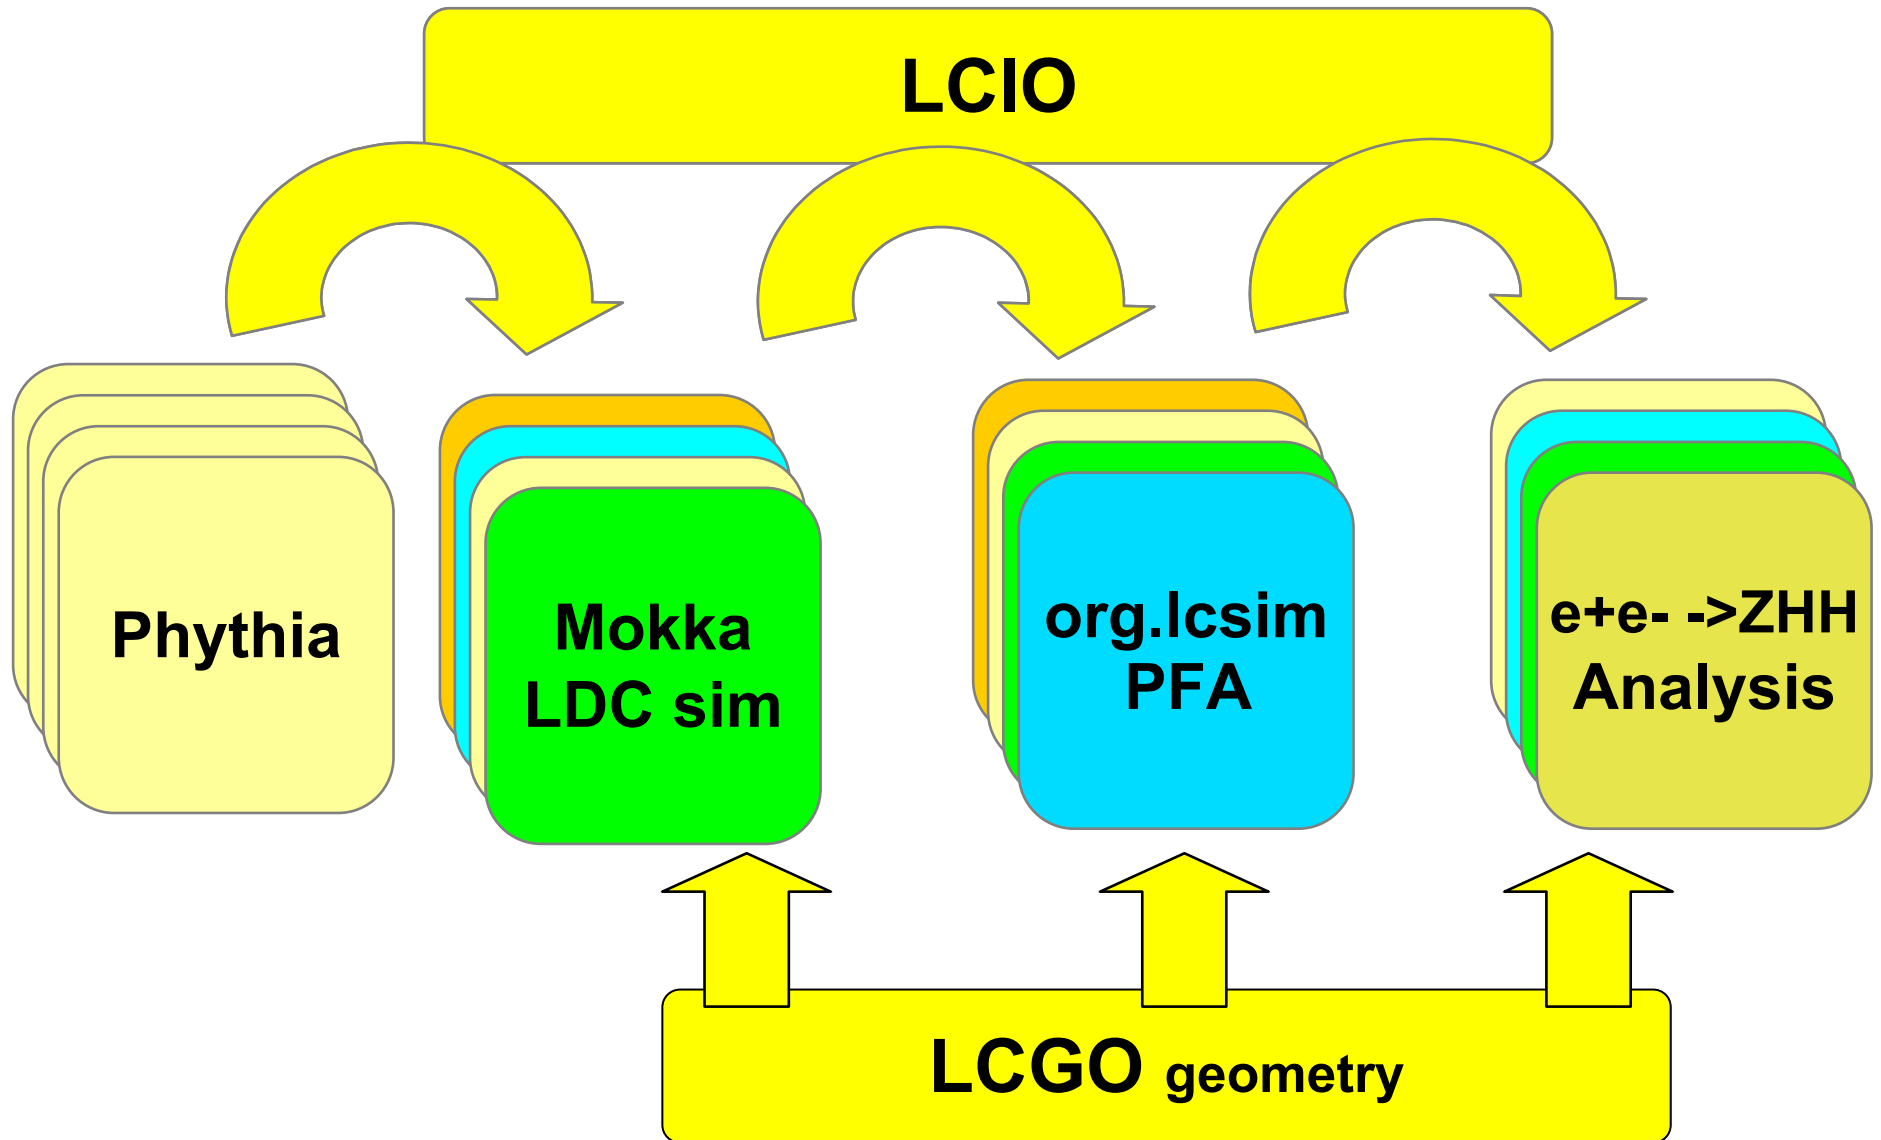 LCIO
Phythia
Mokka
LDC sim
org.lcsim
PFA
e+e- ->ZHH
Analysis
LCGO geometry